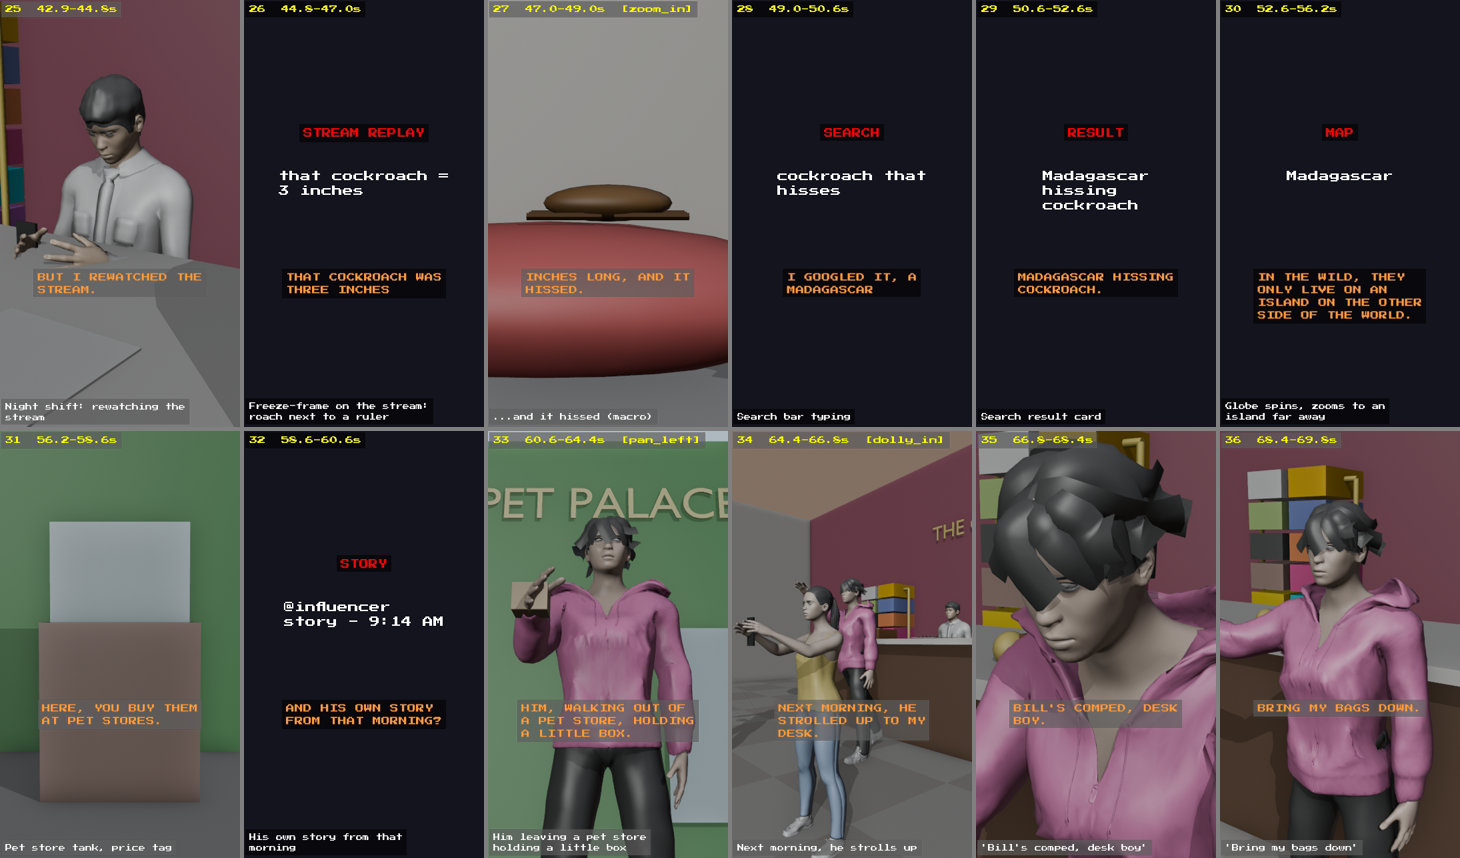 25 42.9-44.8s
BUT I REWATCHED THE
STREAM.
Night shift: rewatching the
stream
26 44.8-47.0s
STREAM REPLAY
that cockroach =
3 inches
THAT COCKROACH WAS
THREE INCHES
Freeze-frame on the stream:
roach next to a ruler
27 47.0-49.0s [zoom_in]
INCHES LONG, AND IT
HISSED.
...and it hissed (macro)
28 49.0-50.6s
SEARCH
cockroach that
hisses
I GOOGLED IT, A
MADAGASCAR
Search bar typing
29 50.6-52.6s
RESULT
Madagascar
hissing
cockroach
MADAGASCAR HISSING
COCKROACH.
Search result card
30 52.6-56.2s
MAP
Madagascar
IN THE WILD, THEY
ONLY LIVE ON AN
ISLAND ON THE OTHER
SIDE OF THE WORLD.
Globe spins, zooms to an
island far away
31 56.2-58.6s
HERE, YOU BUY THEM
AT PET STORES.
Pet store tank, price tag
32 58.6-60.6s
STORY
@influencer
story - 9:14 AM
AND HIS OWN STORY
FROM THAT MORNING?
His own story from that
morning
33 60.6-64.4s [pan_left]
PET PALACE
HIM, WALKING OUT OF
A PET STORE, HOLDING
A LITTLE BOX.
Him leaving a pet store
holding a little box
34 64.4-66.8s [dolly_in]
THE
NEXT MORNING, HE
STROLLED UP TO MY
DESK.
Next morning, he strolls up
35 66.8-68.4s
BILL'S COMPED, DESK
BOY.
'Bill's comped, desk boy'
36 68.4-69.8s
BRING MY BAGS DOWN.
'Bring my bags down'